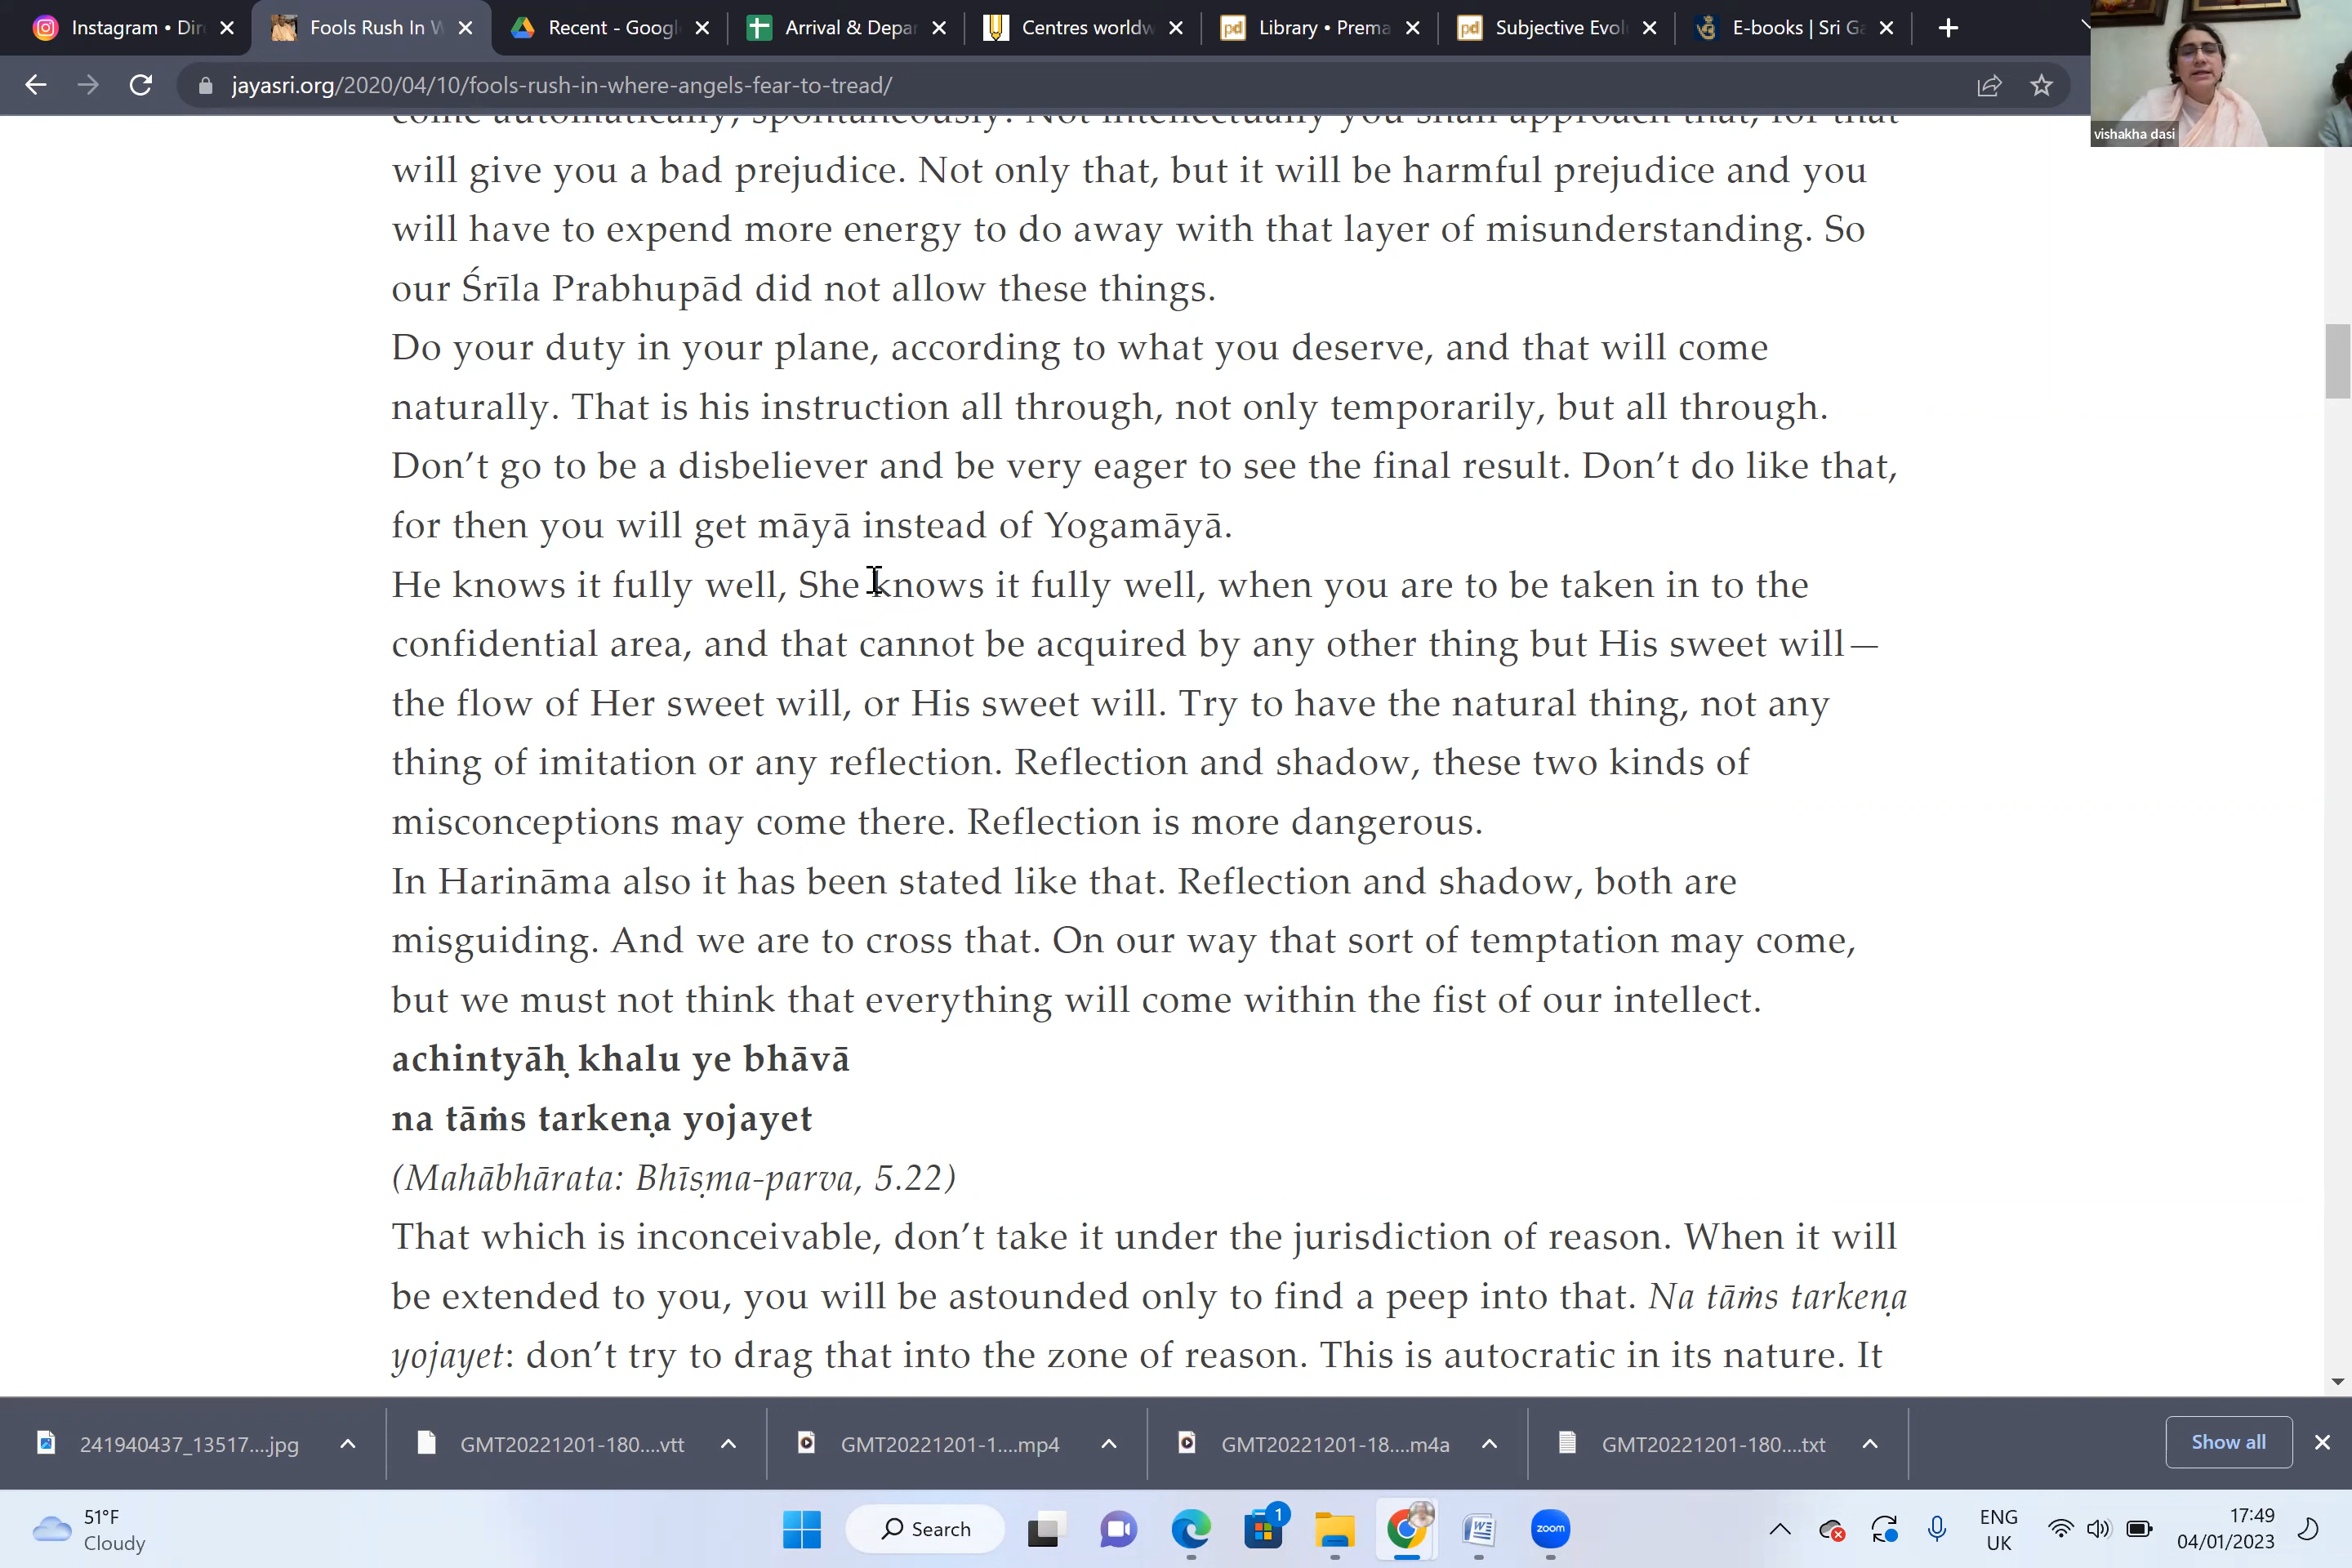 Instagram • Dir
Fools Rush In W
Recent - Googl
Arrival & Depar
Centres worldw
Library • Prema
Subjective Evol
E-books | Sri Ga
jayasri.org/2020/04/10/fools-rush-in-where-angels-fear-to-tread/
vishakha dasi
come automatically, spontaneously. Not intellectually you shall approach that, for that
will give you a bad prejudice. Not only that, but it will be harmful prejudice and you
will have to expend more energy to do away with that layer of misunderstanding. So
our Śrīla Prabhupād did not allow these things.
Do your duty in your plane, according to what you deserve, and that will come
naturally. That is his instruction all through, not only temporarily, but all through.
Don’t go to be a disbeliever and be very eager to see the final result. Don’t do like that,
for then you will get māyā instead of Yogamāyā.
He knows it fully well, She knows it fully well, when you are to be taken in to the
confidential area, and that cannot be acquired by any other thing but His sweet will—
the flow of Her sweet will, or His sweet will. Try to have the natural thing, not any
thing of imitation or any reflection. Reflection and shadow, these two kinds of
misconceptions may come there. Reflection is more dangerous.
In Harināma also it has been stated like that. Reflection and shadow, both are
misguiding. And we are to cross that. On our way that sort of temptation may come,
but we must not think that everything will come within the fist of our intellect.
achintyāḥ khalu ye bhāvā
na tāṁs tarkeṇa yojayet
(Mahābhārata: Bhīṣma-parva, 5.22)
That which is inconceivable, don’t take it under the jurisdiction of reason. When it will
be extended to you, you will be astounded only to find a peep into that. Na tāṁs tarkeṇa
yojayet: don’t try to drag that into the zone of reason. This is autocratic in its nature. It
241940437_13517....jpg
GMT20221201-180....vtt
GMT20221201-1....mp4
GMT20221201-18....m4a
GMT20221201-180....txt
Show all
51°F
Cloudy
Search
1
zoom
ENG
UK
17:49
04/01/2023